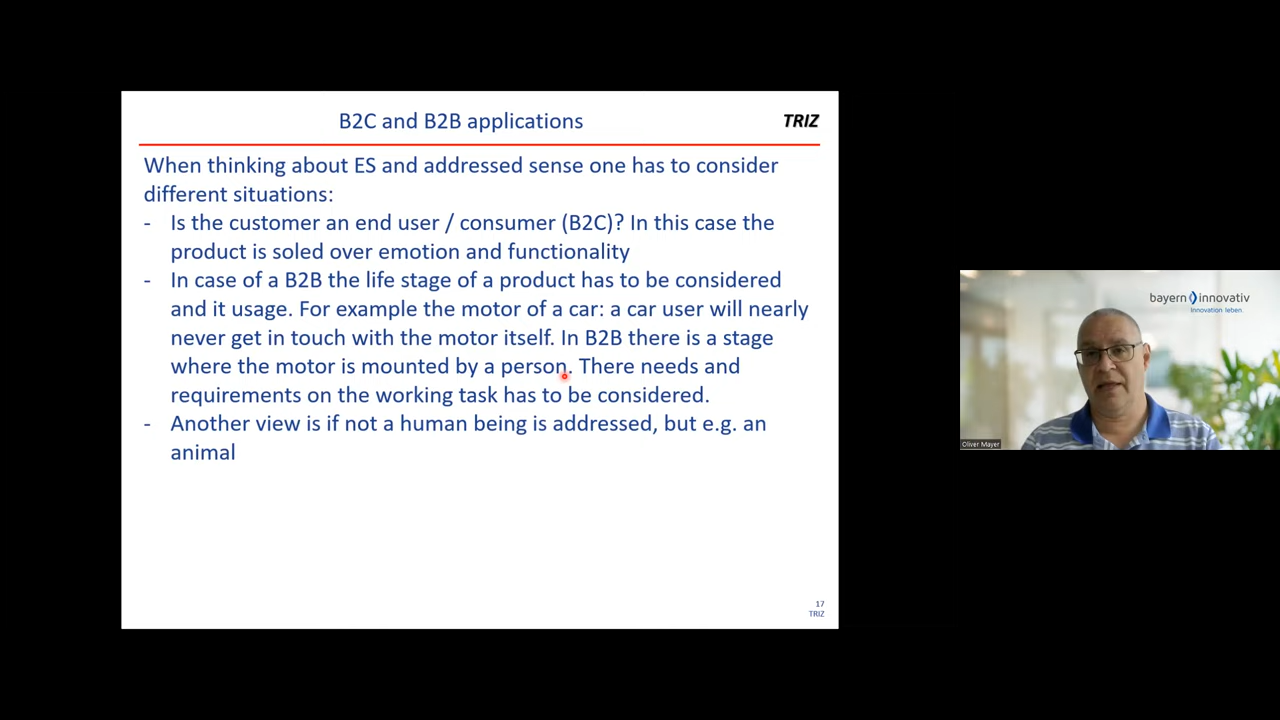 B2C and B2B applications
TRIZ
When thinking about ES and addressed sense one has to consider
different situations:
- Is the customer an end user / consumer (B2C)? In this case the
product is soled over emotion and functionality
- In case of a B2B the life stage of a product has to be considered
and it usage. For example the motor of a car: a car user will nearly
never get in touch with the motor itself. In B2B there is a stage
where the motor is mounted by a person. There needs and
requirements on the working task has to be considered.
- Another view is if not a human being is addressed, but e.g. an
animal
17
TRIZ
bayern innovativ
Innovation leben.
Oliver Mayer